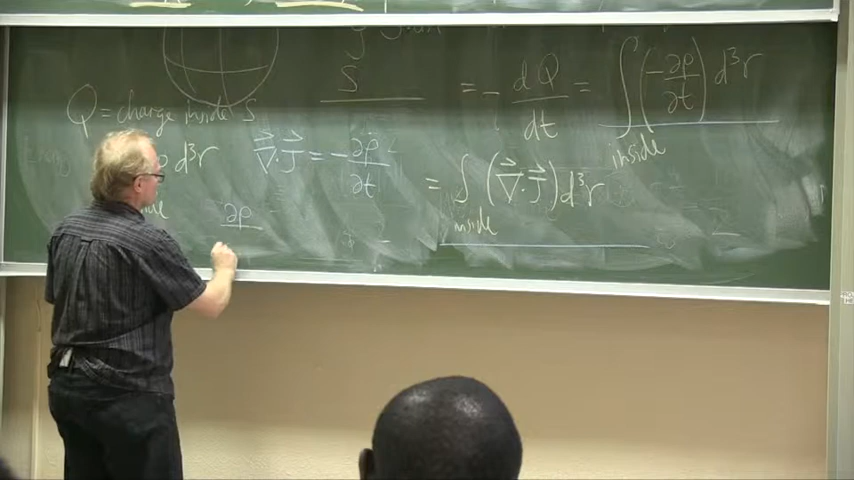 S
= - dQ/dt = ∫ (-∂ρ/∂t) d³r
inside
Q = charge inside S
d³r
∇⃗·J⃗ = -∂ρ/∂t
= ∫ (∇⃗·J⃗) d³r
inside
∂ρ